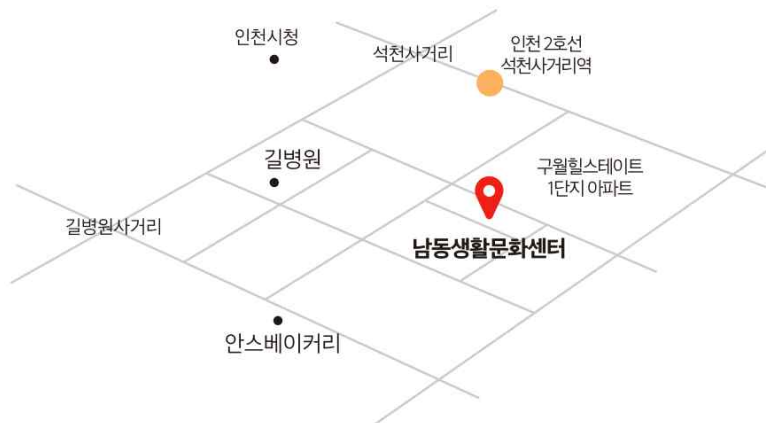 인천시청
석천사거리
인천 2호선
석천사거리역
길병원
구월힐스테이트
1단지 아파트
길병원사거리
남동생활문화센터
안스베이커리